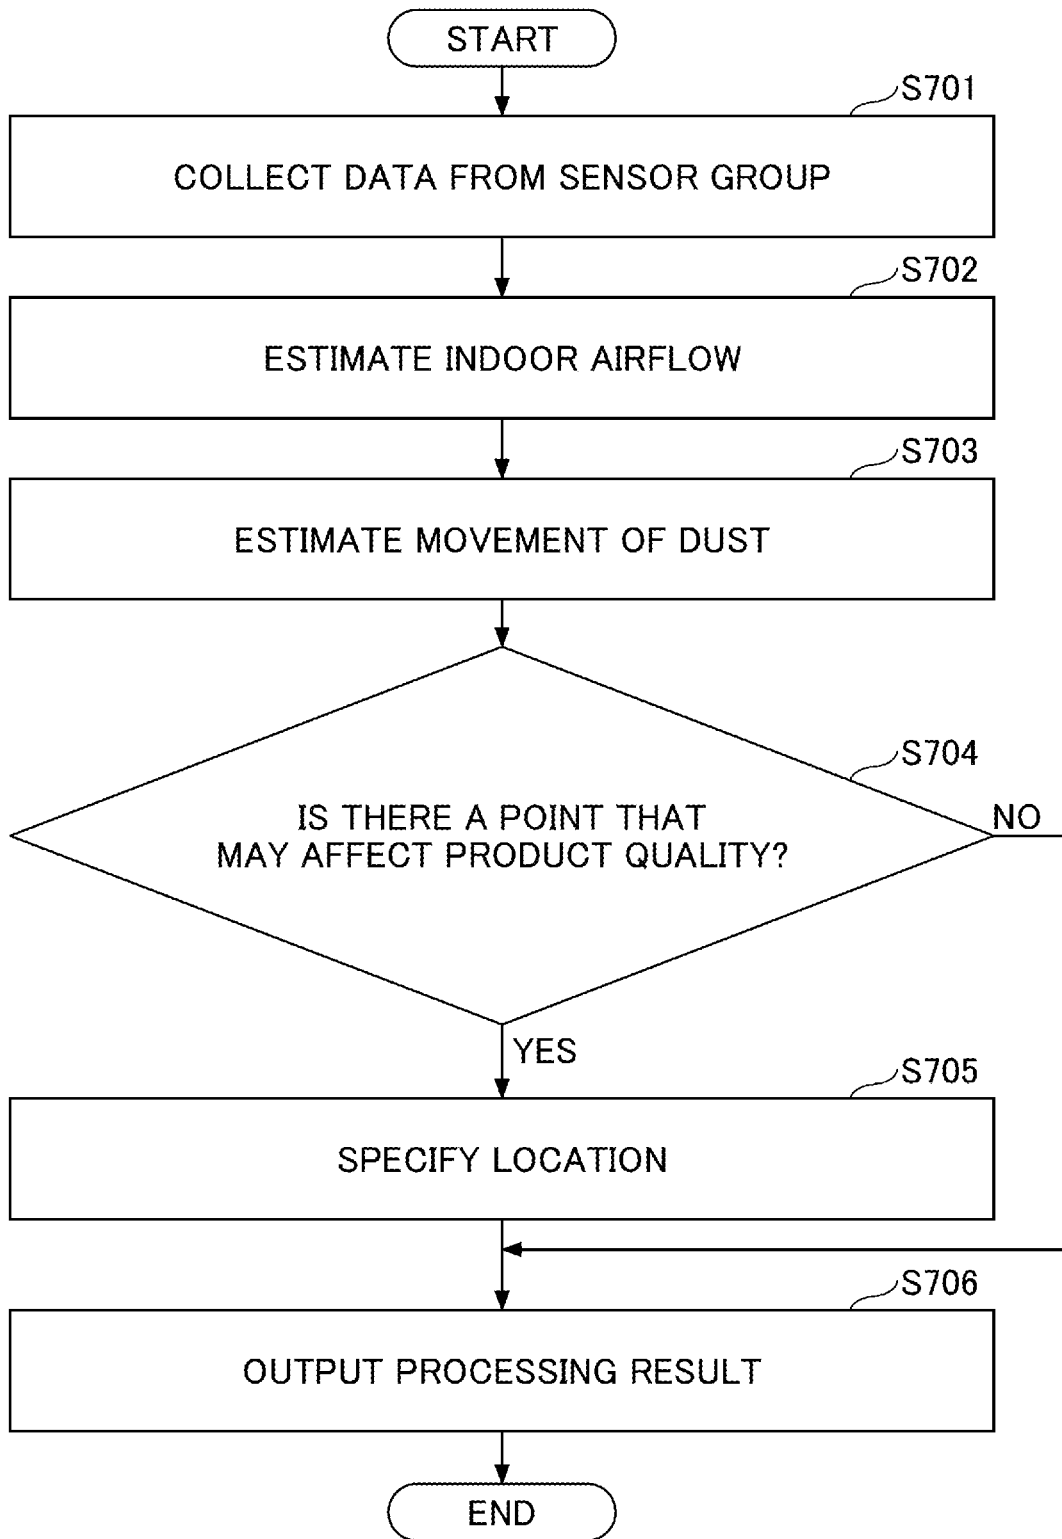 START
S701
COLLECT DATA FROM SENSOR GROUP
S702
ESTIMATE INDOOR AIRFLOW
S703
ESTIMATE MOVEMENT OF DUST
S704
IS THERE A POINT THAT
MAY AFFECT PRODUCT QUALITY?
NO
YES
S705
SPECIFY LOCATION
S706
OUTPUT PROCESSING RESULT
END